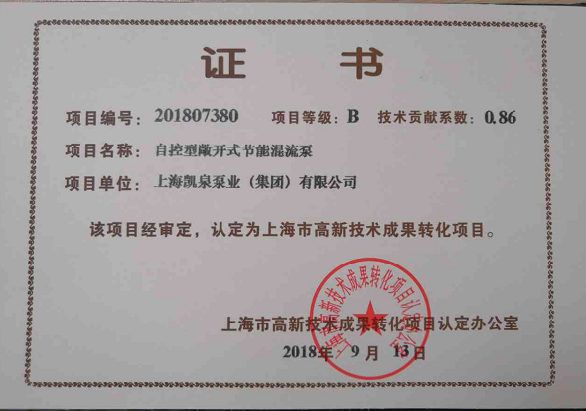 证 书
项目编号：201807380 项目等级：B 技术贡献系数：0.86
项目名称：自控型敞开式节能混流泵
项目单位：上海凯泉泵业（集团）有限公司
该项目经审定，认定为上海市高新技术成果转化项目。
上海市高新技术成果转化项目认定办公室
2018年 9 月 13日